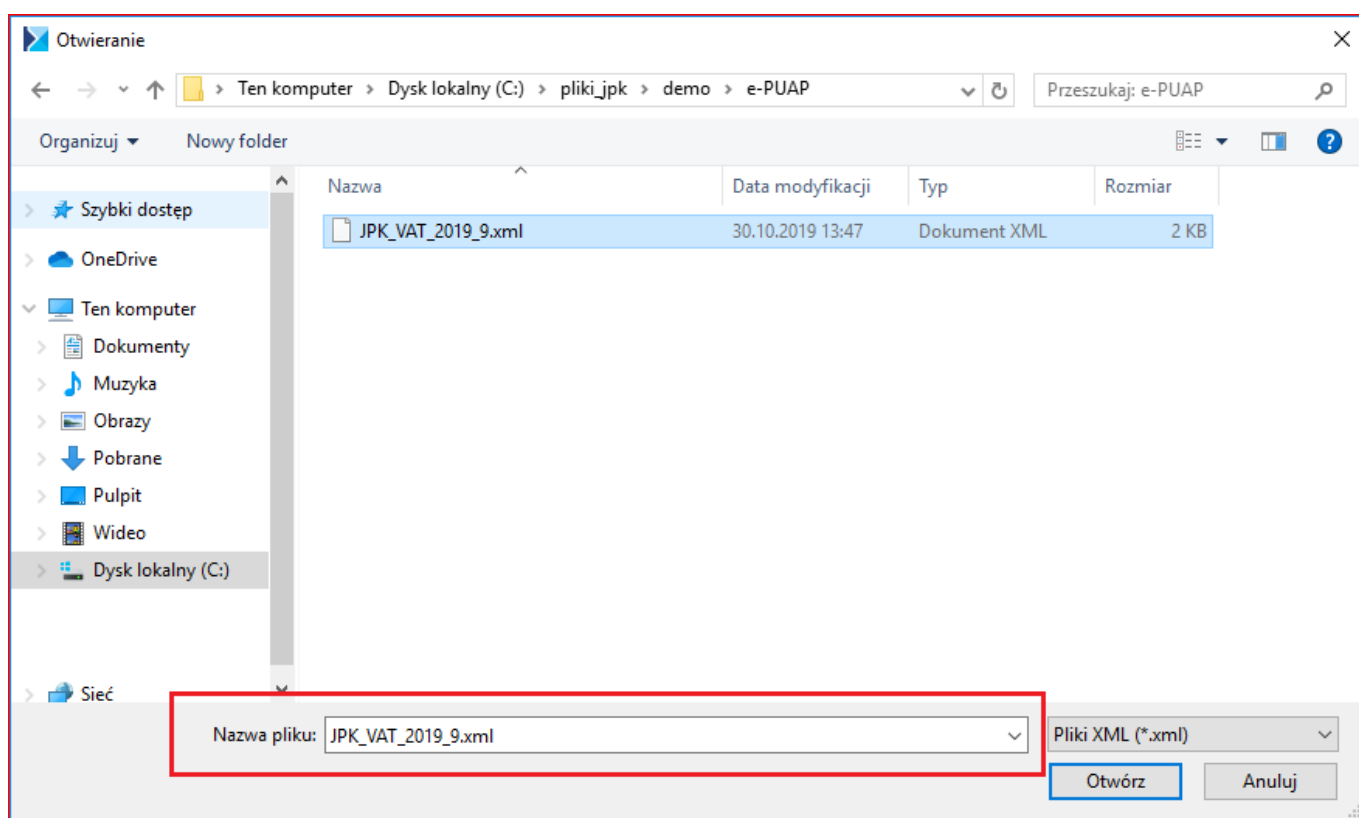 Otwieranie
Ten komputer > Dysk lokalny (C:) > pliki_jpk > demo > e-PUAP
Przeszukaj: e-PUAP
Organizuj
Nowy folder
Nazwa
Data modyfikacji
Typ
Rozmiar
JPK_VAT_2019_9.xml
30.10.2019 13:47
Dokument XML
2 KB
Szybki dostęp
OneDrive
Ten komputer
Dokumenty
Muzyka
Obrazy
Pobrane
Pulpit
Wideo
Dysk lokalny (C:)
Sieć
Nazwa pliku:
JPK_VAT_2019_9.xml
Pliki XML (*.xml)
Otwórz
Anuluj